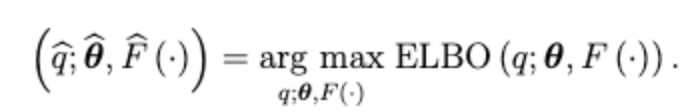 (q̂; θ̂, F̂ (·)) = arg max ELBO (q; θ, F (·)).
q;θ,F(·)